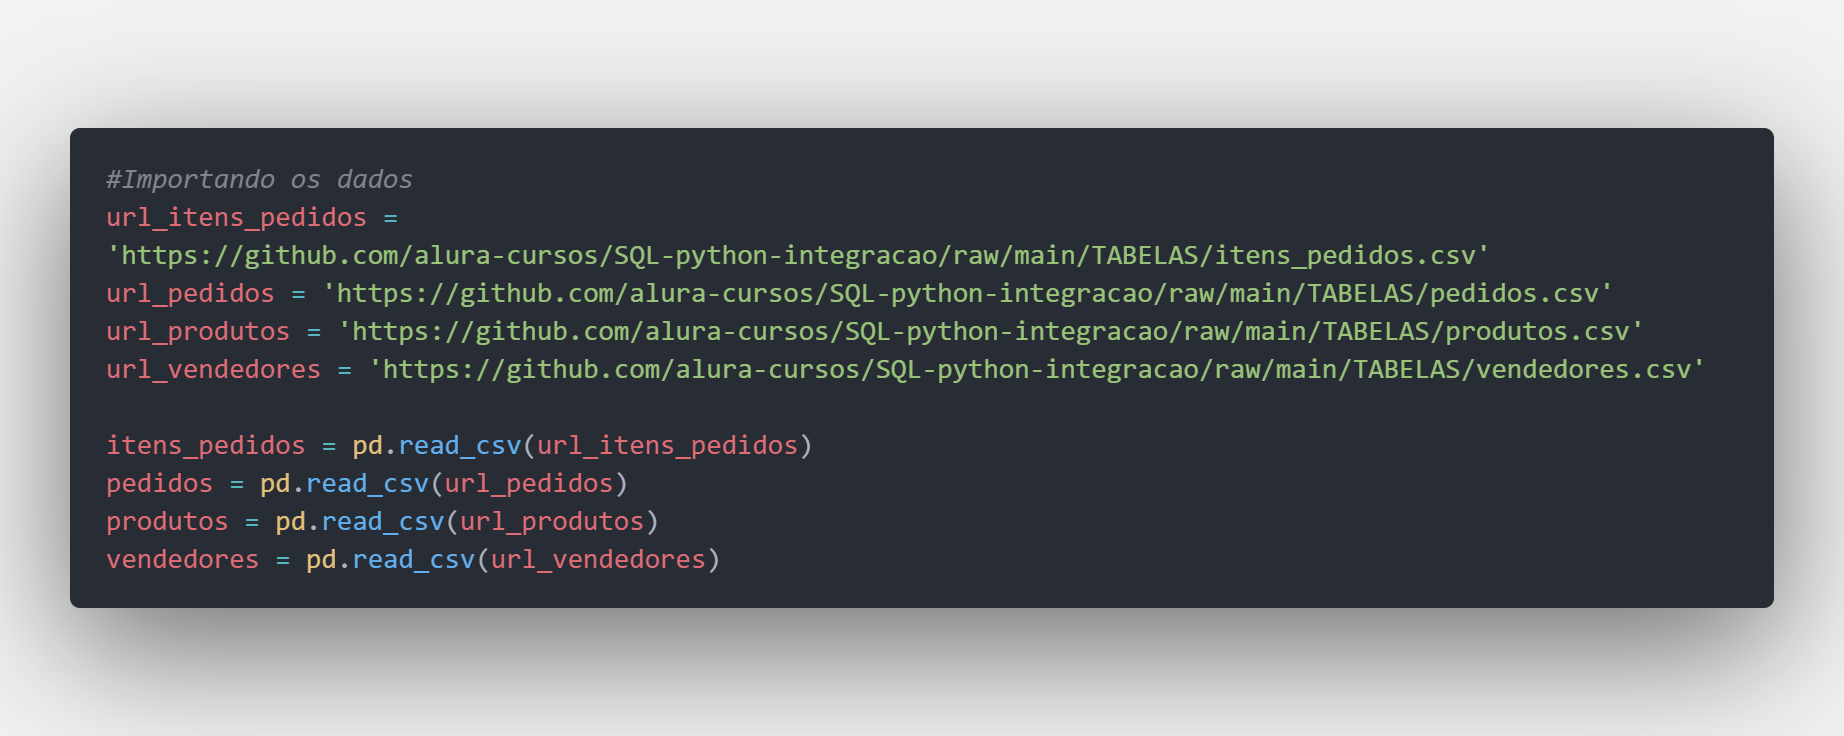 #Importando os dados
url_itens_pedidos =
'https://github.com/alura-cursos/SQL-python-integracao/raw/main/TABELAS/itens_pedidos.csv'
url_pedidos = 'https://github.com/alura-cursos/SQL-python-integracao/raw/main/TABELAS/pedidos.csv'
url_produtos = 'https://github.com/alura-cursos/SQL-python-integracao/raw/main/TABELAS/produtos.csv'
url_vendedores = 'https://github.com/alura-cursos/SQL-python-integracao/raw/main/TABELAS/vendedores.csv'

itens_pedidos = pd.read_csv(url_itens_pedidos)
pedidos = pd.read_csv(url_pedidos)
produtos = pd.read_csv(url_produtos)
vendedores = pd.read_csv(url_vendedores)